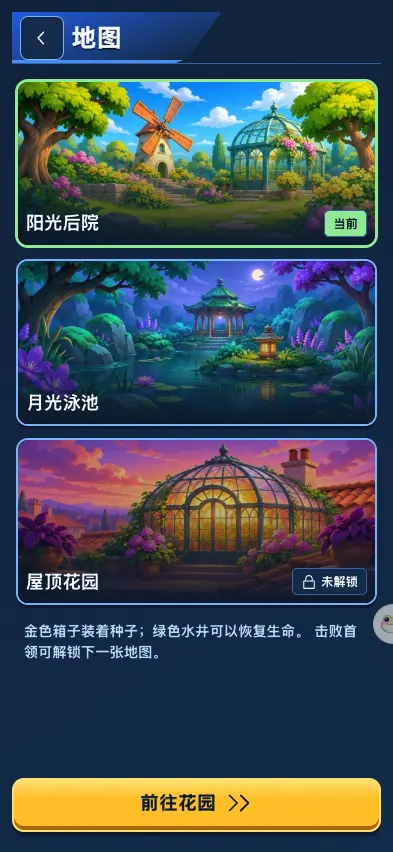 地图
阳光后院
当前
月光泳池
屋顶花园
未解锁
金色箱子装着种子；绿色水井可以恢复生命。 击败首
领可解锁下一张地图。
前往花园